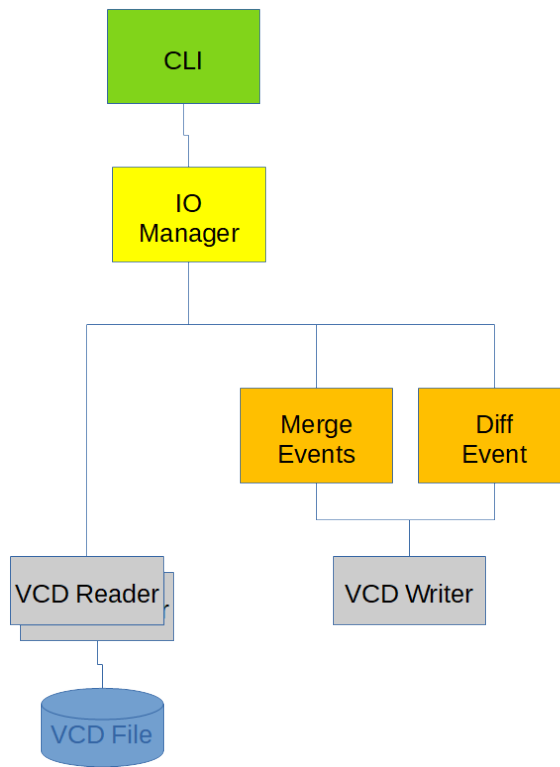 CLI
IO
Manager
Merge
Events
Diff
Event
VCD Reader
r
VCD Writer
VCD File